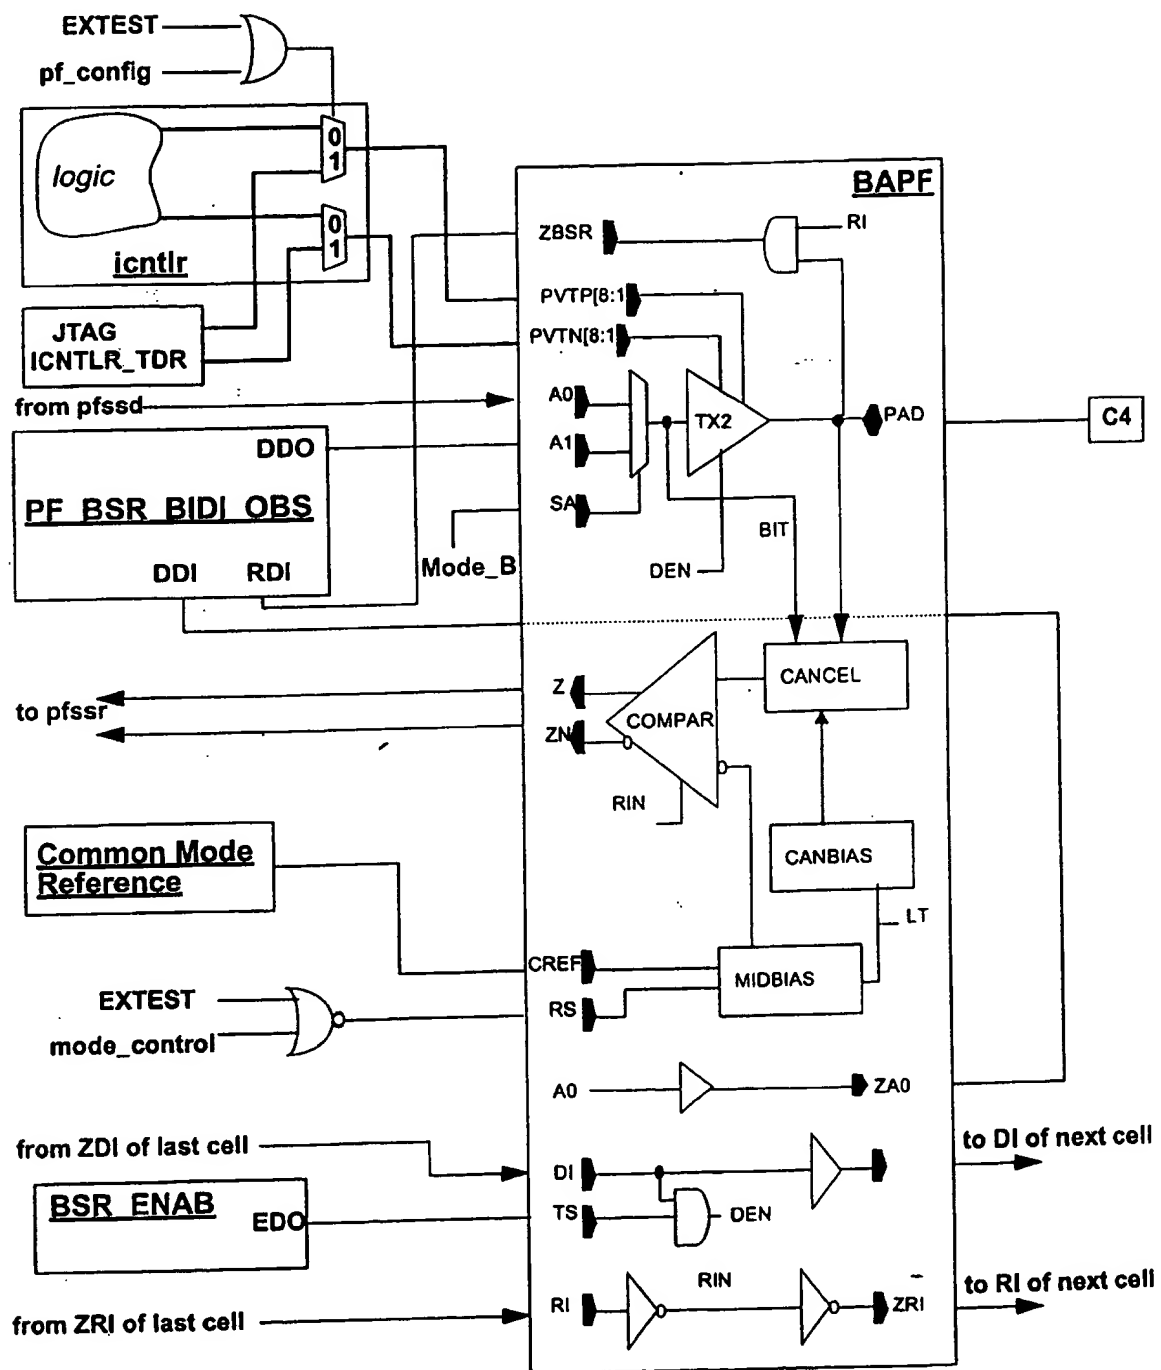 EXTEST
pf_config
0
1
logic
0
1
icntlr
JTAG
ICNTLR_TDR
from pfssd
DDO
PF_BSR_BIDI_OBS
DDI RDI
Mode_B
to pfssr
Common Mode
Reference
EXTEST
mode_control
from ZDI of last cell
BSR_ENAB
EDO
from ZRI of last cell
BAPF
RI
ZBSR
PVTP[8:1
PVTN[8:1
A0
A1
SA
TX2
PAD
C4
BIT
DEN
CANCEL
Z
ZN
COMPAR
RIN
CANBIAS
LT
CREF
RS
MIDBIAS
A0
ZA0
DI
TS
DEN
to DI of next cell
RI
RIN
ZRI
to RI of next cell